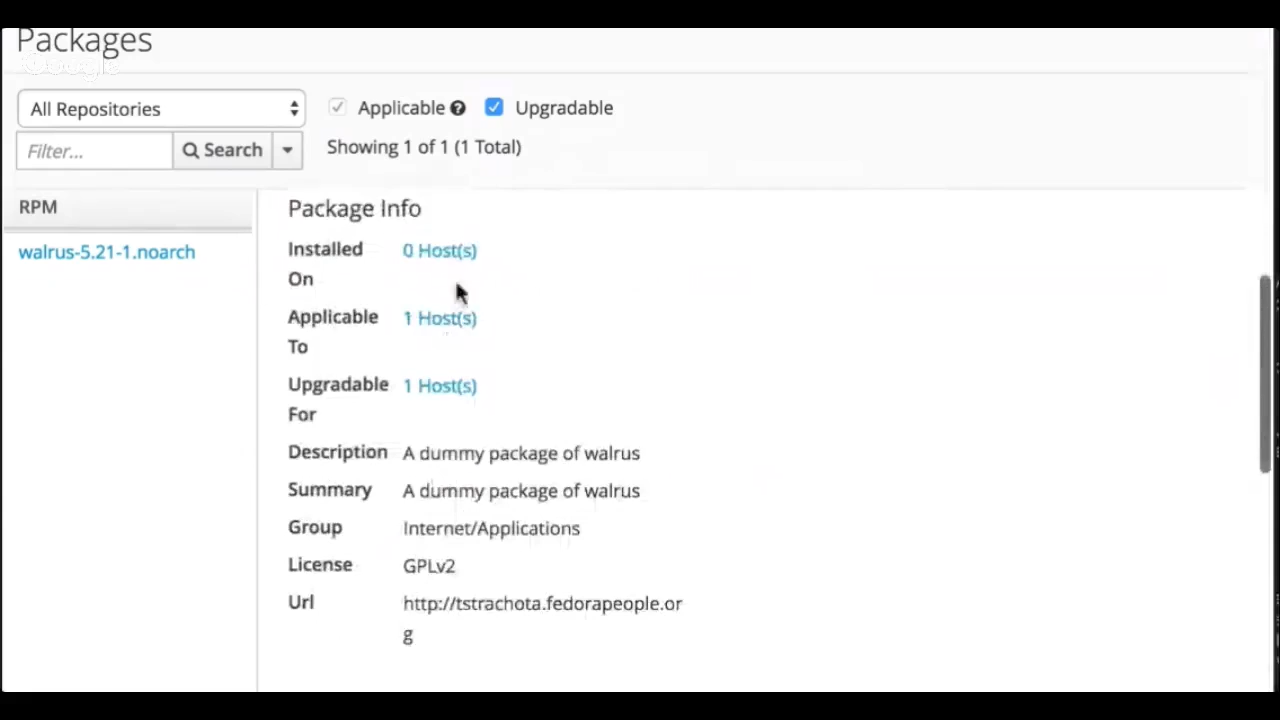 Packages
Google
All Repositories
Applicable
Upgradable
Filter...
Search
Showing 1 of 1 (1 Total)
RPM
Package Info
walrus-5.21-1.noarch
Installed On
0 Host(s)
Applicable To
1 Host(s)
Upgradable For
1 Host(s)
Description
A dummy package of walrus
Summary
A dummy package of walrus
Group
Internet/Applications
License
GPLv2
Url
http://tstrachota.fedorapeople.or
g